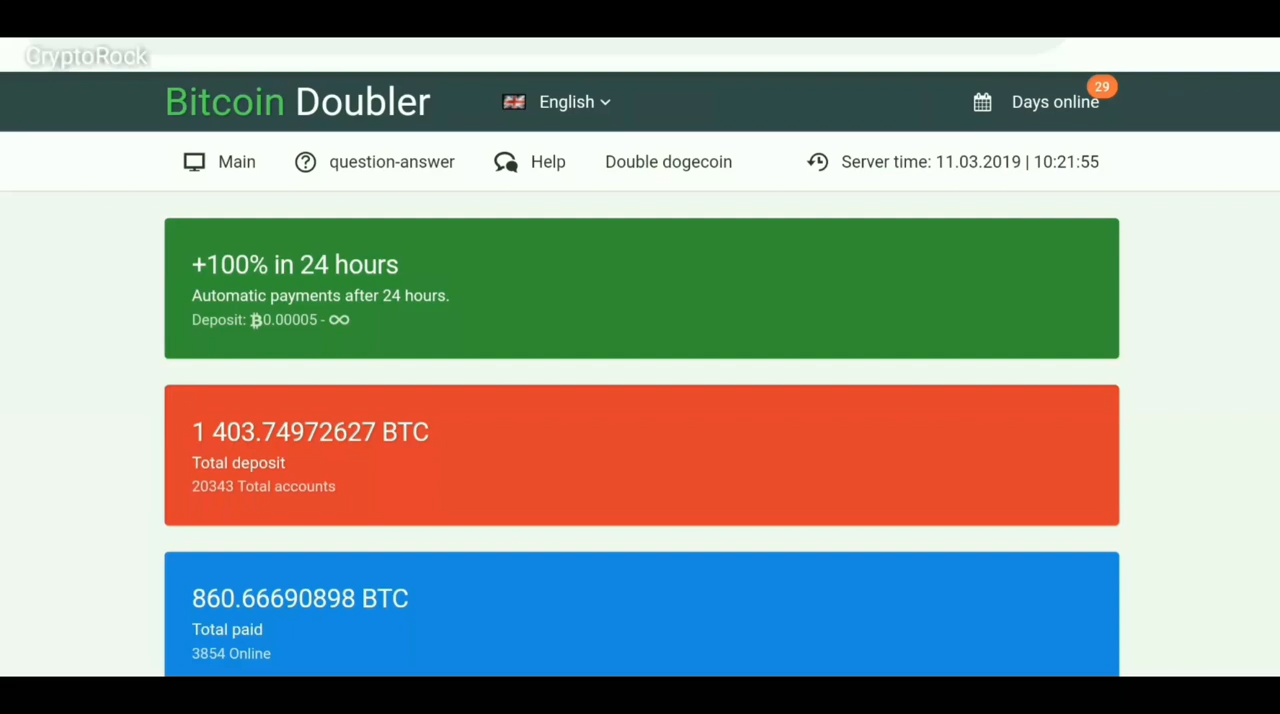 CryptoRock
Bitcoin Doubler
English
Days online
29
Main
question-answer
Help
Double dogecoin
Server time: 11.03.2019 | 10:21:55
+100% in 24 hours
Automatic payments after 24 hours.
Deposit: ₿0.00005 - ∞
1 403.74972627 BTC
Total deposit
20343 Total accounts
860.66690898 BTC
Total paid
3854 Online